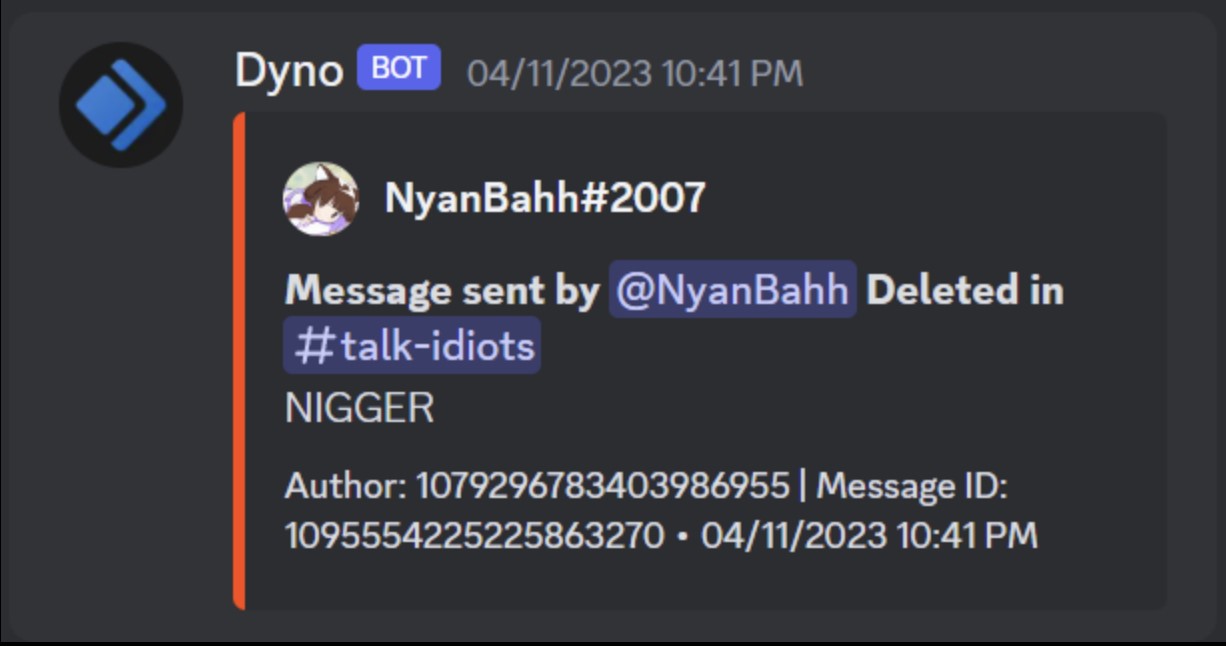 Dyno BOT 04/11/2023 10:41 PM
NyanBahh#2007
Message sent by @NyanBahh Deleted in
#talk-idiots
NIGGER
Author: 1079296783403986955 | Message ID:
1095554225225863270 • 04/11/2023 10:41 PM